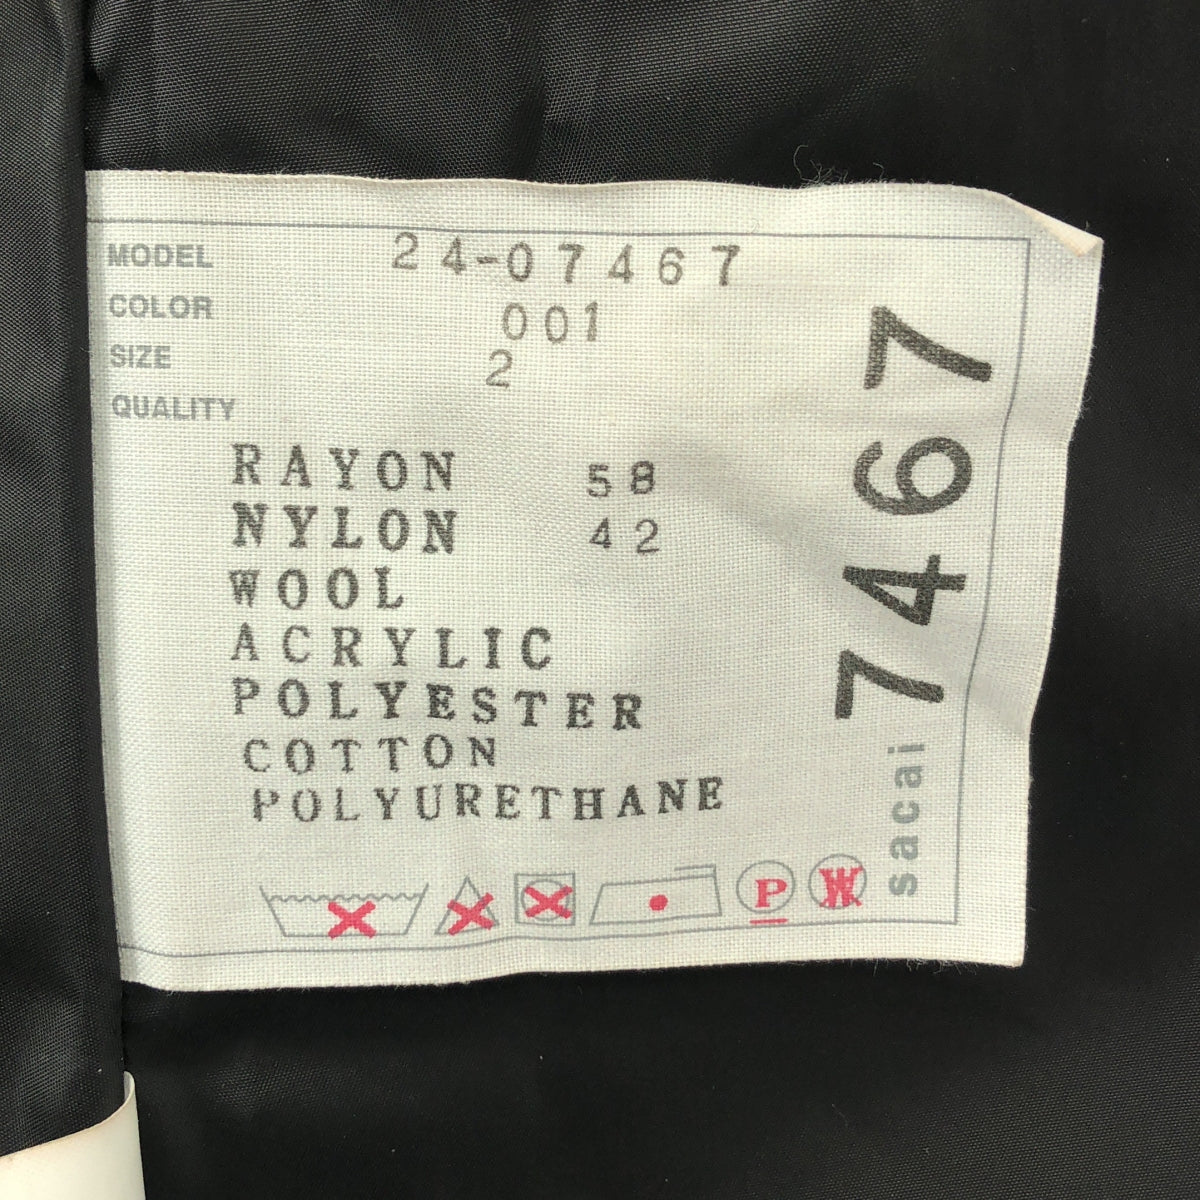 MODEL 24-07467
COLOR 001
SIZE 2
QUALITY
RAYON 58
NYLON 42
WOOL
ACRYLIC
POLYESTER
COTTON
POLYURETHANE
P W
sacai 7467